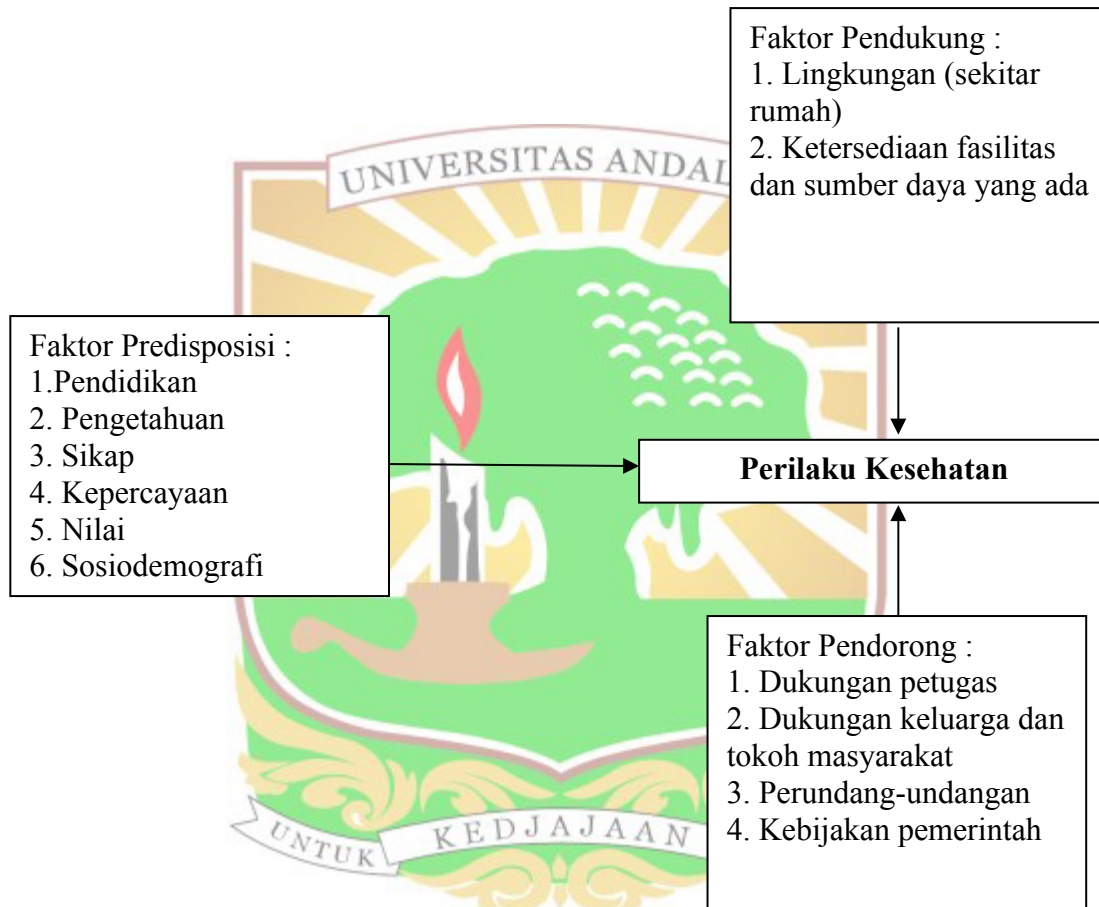 Faktor Pendukung :
1. Lingkungan (sekitar
rumah)
2. Ketersediaan fasilitas
dan sumber daya yang ada
UNIVERSITAS ANDAL
Faktor Predisposisi :
1.Pendidikan
2. Pengetahuan
3. Sikap
4. Kepercayaan
5. Nilai
6. Sosiodemografi
Perilaku Kesehatan
Faktor Pendorong :
1. Dukungan petugas
2. Dukungan keluarga dan
tokoh masyarakat
3. Perundang-undangan
4. Kebijakan pemerintah
UNTUK KEDJAJAAN